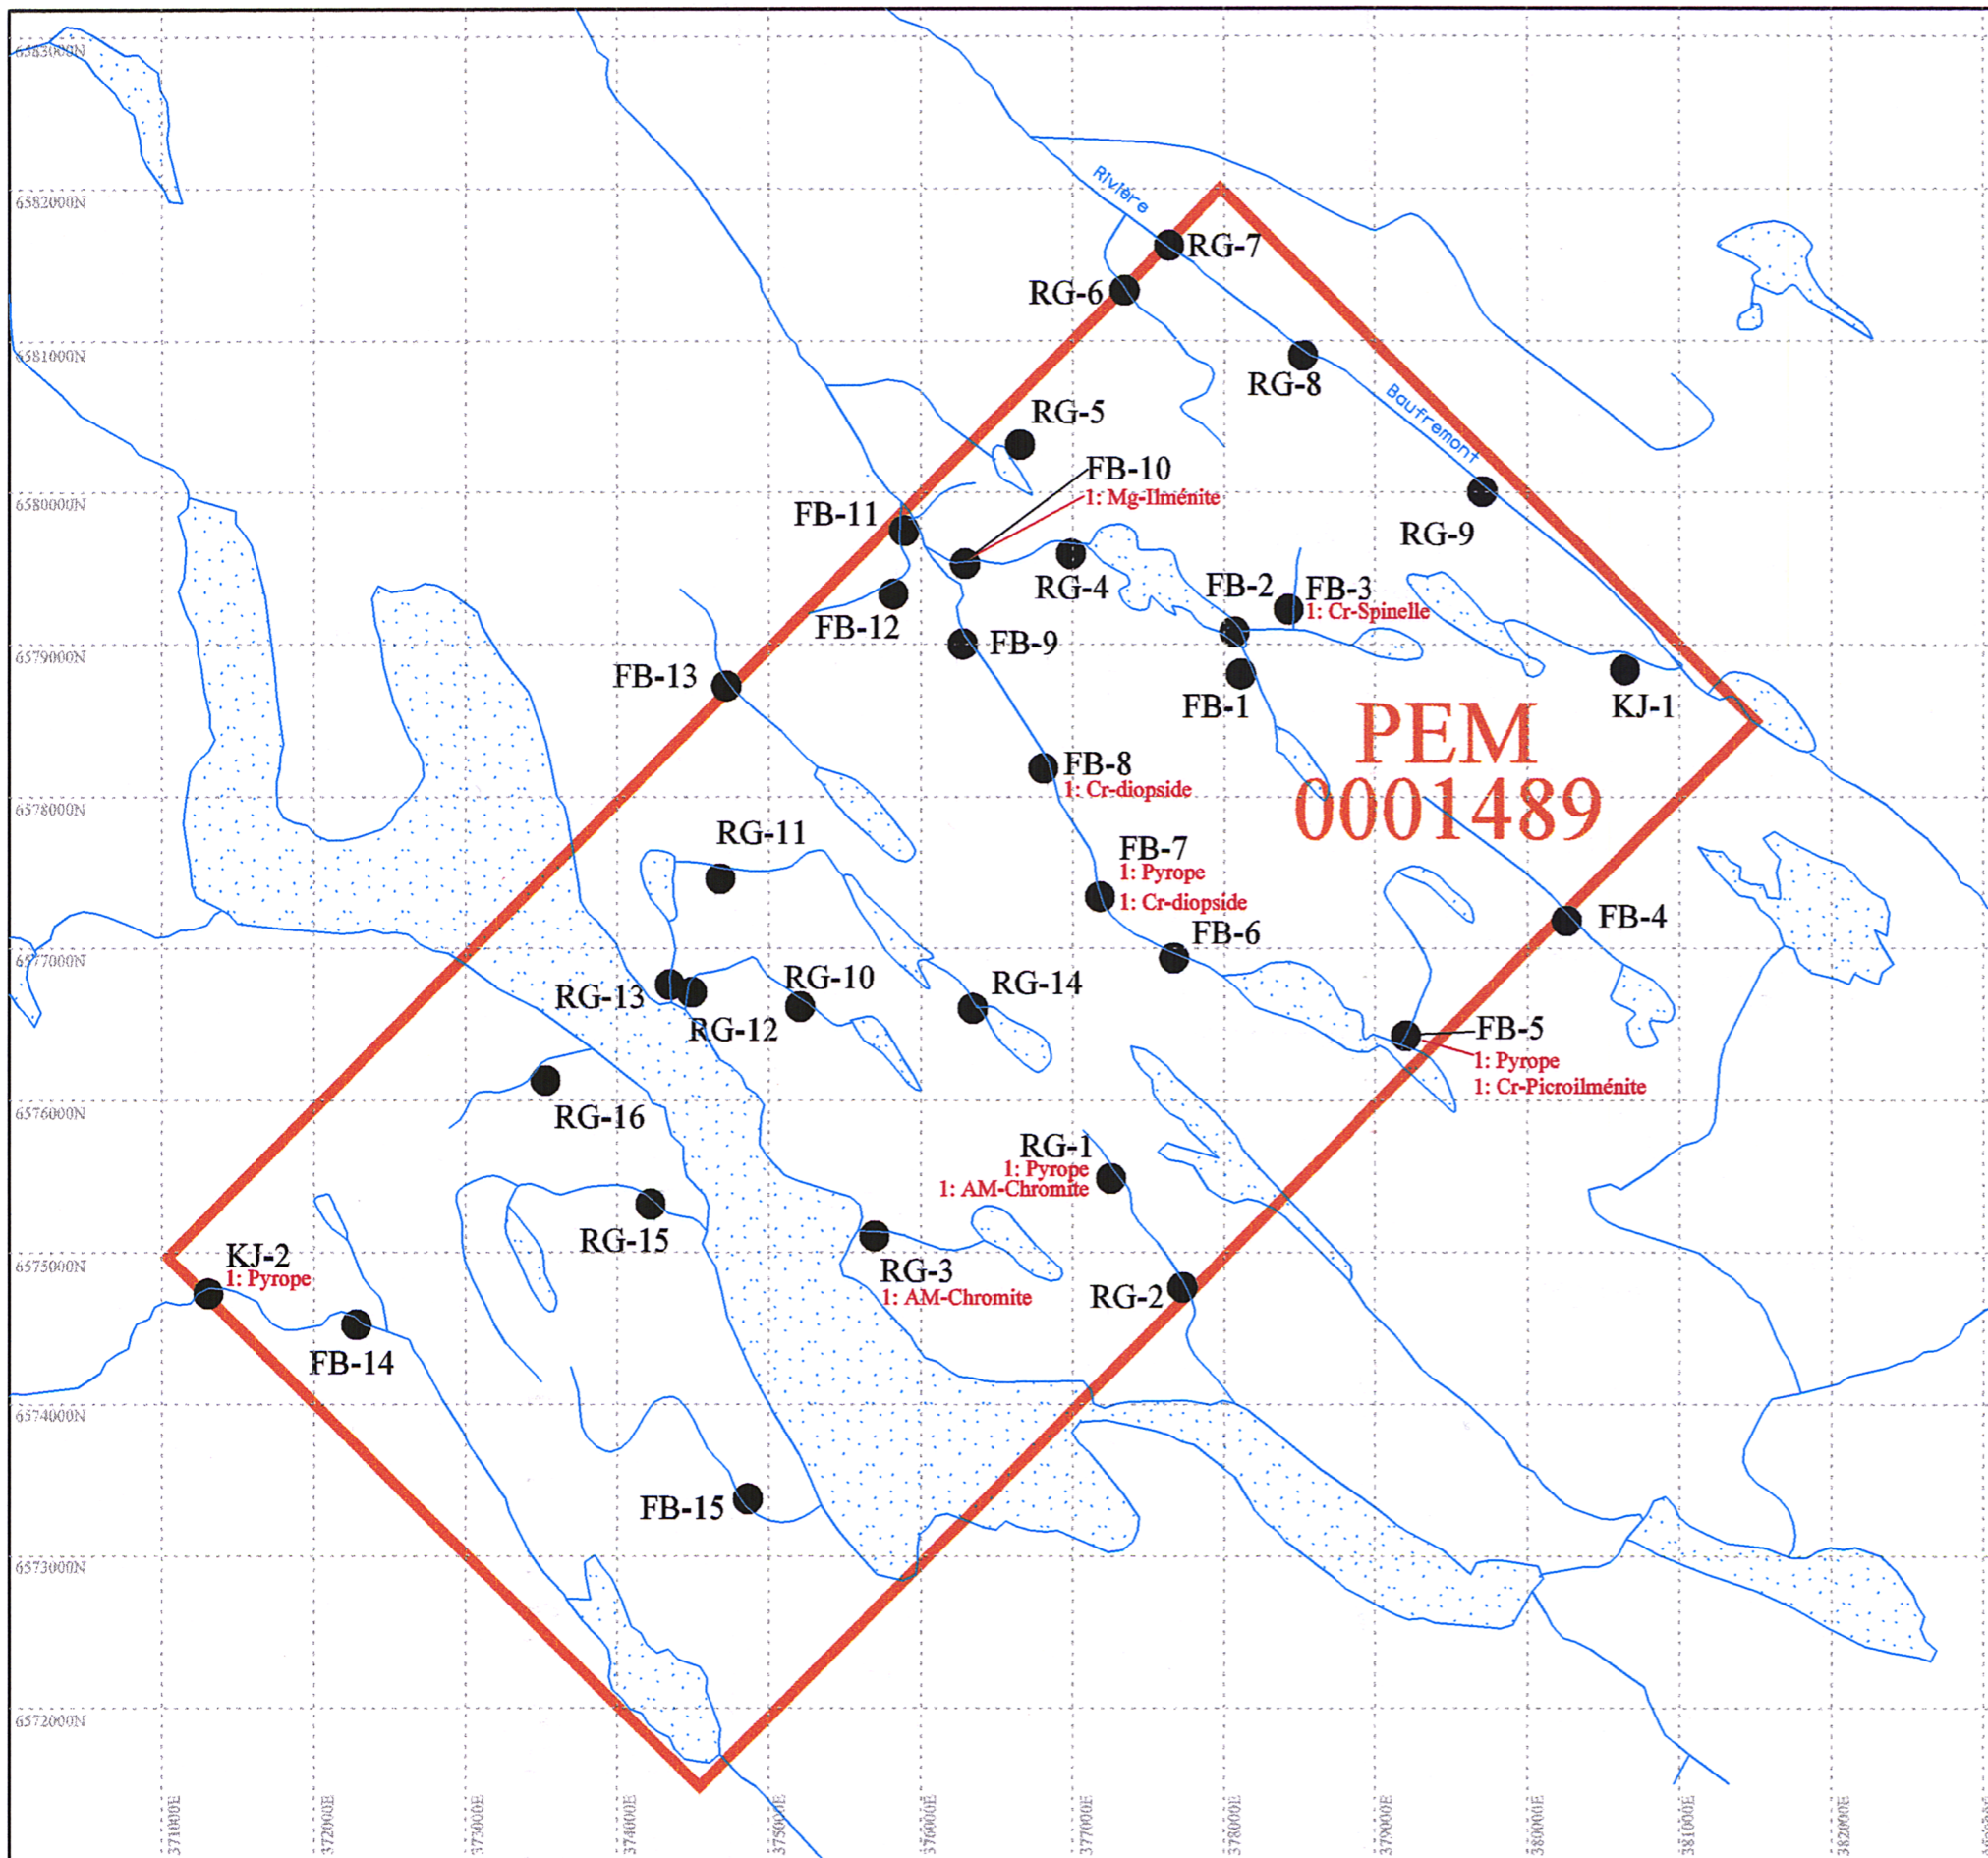 6583000N
6582000N
Rivière
RG-7
RG-6
6581000N
RG-8
Baufremont
RG-5
FB-10
1: Mg-Ilménite
6580000N
FB-11
RG-9
RG-4
FB-2
FB-3
1: Cr-Spinelle
FB-12
FB-9
6579000N
FB-13
FB-1
KJ-1
PEM
0001489
FB-8
1: Cr-diopside
6578000N
RG-11
FB-7
1: Pyrope
1: Cr-diopside
FB-4
FB-6
6577000N
RG-13
RG-12
RG-10
RG-14
FB-5
1: Pyrope
1: Cr-Picroilménite
6576000N
RG-16
RG-1
1: Pyrope
1: AM-Chromite
RG-15
6575000N
KJ-2
1: Pyrope
RG-3
1: AM-Chromite
RG-2
FB-14
6574000N
FB-15
6573000N
6572000N
371000E
372000E
373000E
374000E
375000E
376000E
377000E
378000E
379000E
380000E
381000E
382000E